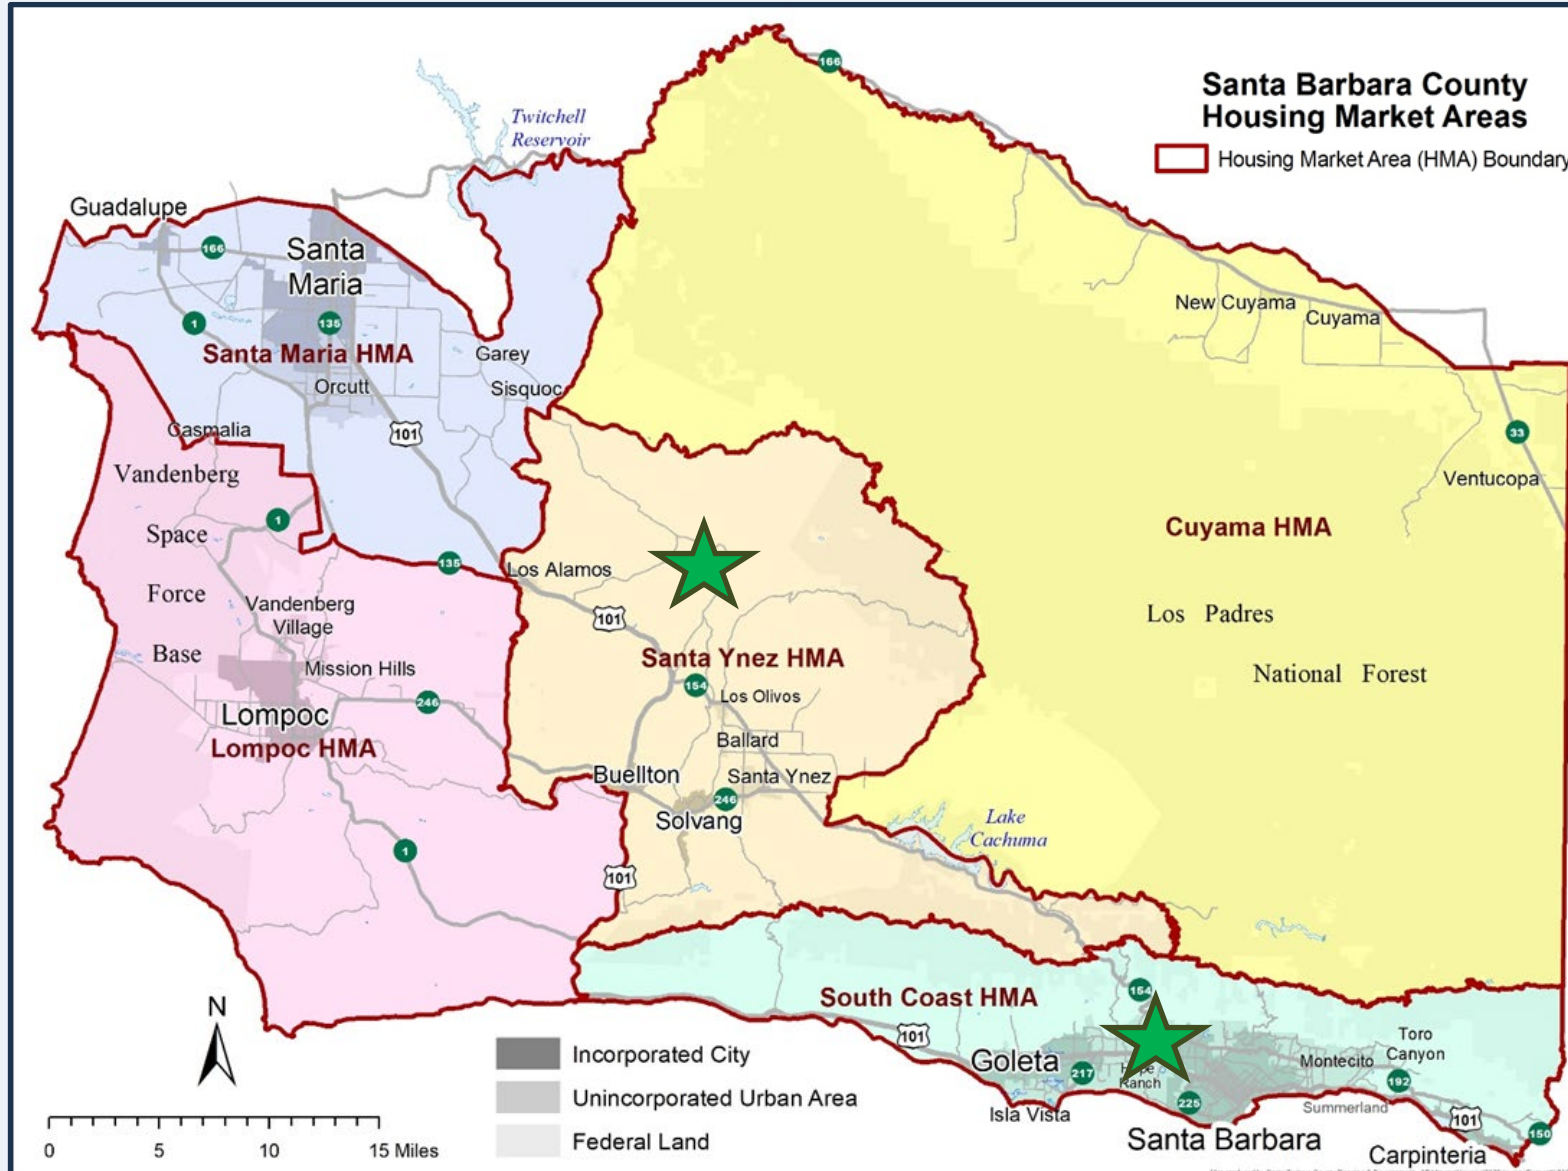 Santa Barbara County
Housing Market Areas
Housing Market Area (HMA) Boundary
166
Twitchell
Reservoir
Guadalupe
166
Santa
Maria
1
135
Santa Maria HMA
Garey
Orcutt
Sisquoc
101
Casmalia
New Cuyama
Cuyama
33
Ventucopa
Cuyama HMA
Los Padres
National Forest
Vandenberg
Space
Force
Base
1
135
Vandenberg
Village
Mission Hills
246
Lompoc
Lompoc HMA
1
Los Alamos
101
Santa Ynez HMA
154
Los Olivos
Ballard
Buellton
Santa Ynez
246
Solvang
101
Lake
Cachuma
South Coast HMA
154
101
Goleta
217
Hope
Ranch
Isla Vista
225
Santa Barbara
Montecito
Toro
Canyon
192
Summerland
101
150
Carpinteria
N
Incorporated City
Unincorporated Urban Area
Federal Land
0 5 10 15 Miles